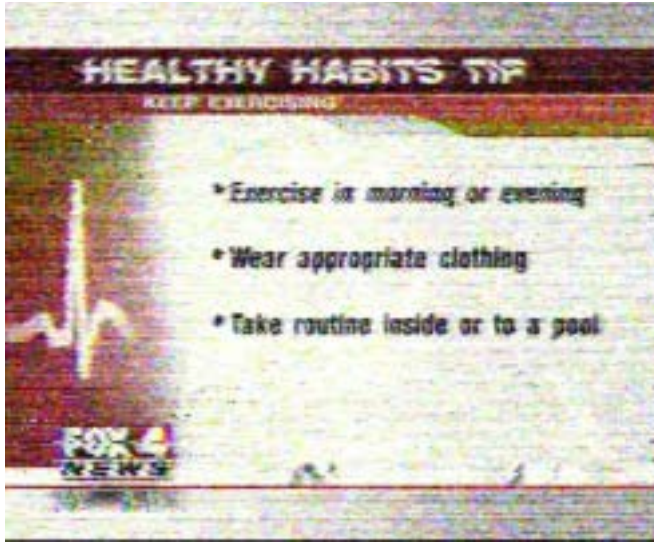 HEALTHY HABITS TIP
KEEP EXERCISING
Exercise in morning or evening
Wear appropriate clothing
Take routine inside or to a pool
FOX 4
NEWS